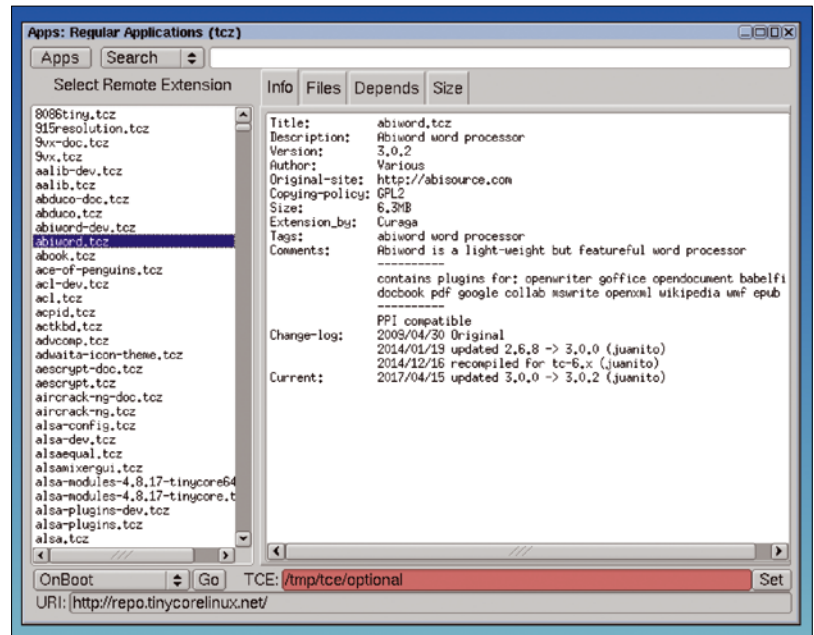 Apps: Regular Applications (tcz)
Apps
Search
Select Remote Extension
Info Files Depends Size
8086tiny.tcz
915resolution.tcz
9vx-doc.tcz
9vx.tcz
aalib-dev.tcz
aalib.tcz
abduco-doc.tcz
abduco.tcz
abiword-dev.tcz
abiword.tcz
abook.tcz
ace-of-penguins.tcz
acl-dev.tcz
acl.tcz
acpid.tcz
actkbd.tcz
advcomp.tcz
adwaita-icon-theme.tcz
aescrypt-doc.tcz
aescrypt.tcz
aircrack-ng-doc.tcz
aircrack-ng.tcz
alsa-config.tcz
alsa-dev.tcz
alsaequal.tcz
alsamixergui.tcz
alsa-modules-4.8.17-tinycore64
alsa-modules-4.8.17-tinycore.t
alsa-plugins-dev.tcz
alsa-plugins.tcz
alsa.tcz
Title: abiword.tcz
Description: Abiword word processor
Version: 3.0.2
Author: Various
Original-site: http://abisource.com
Copying-policy: GPL2
Size: 6.3MB
Extension_by: Curaga
Tags: abiword word processor
Comments: Abiword is a light-weight but featureful word processor
----------
contains plugins for: openwriter goffice opendocument babelfi
docbook pdf google collab mswrite openxml wikipedia wmf epub
----------
PPI compatible
Change-log: 2009/04/30 Original
2014/01/19 updated 2.6.8 -> 3.0.0 (juanito)
2014/12/16 recompiled for tc-6.x (juanito)
Current: 2017/04/15 updated 3.0.0 -> 3.0.2 (juanito)
OnBoot Go TCE: /tmp/tce/optional Set
URI: http://repo.tinycorelinux.net/